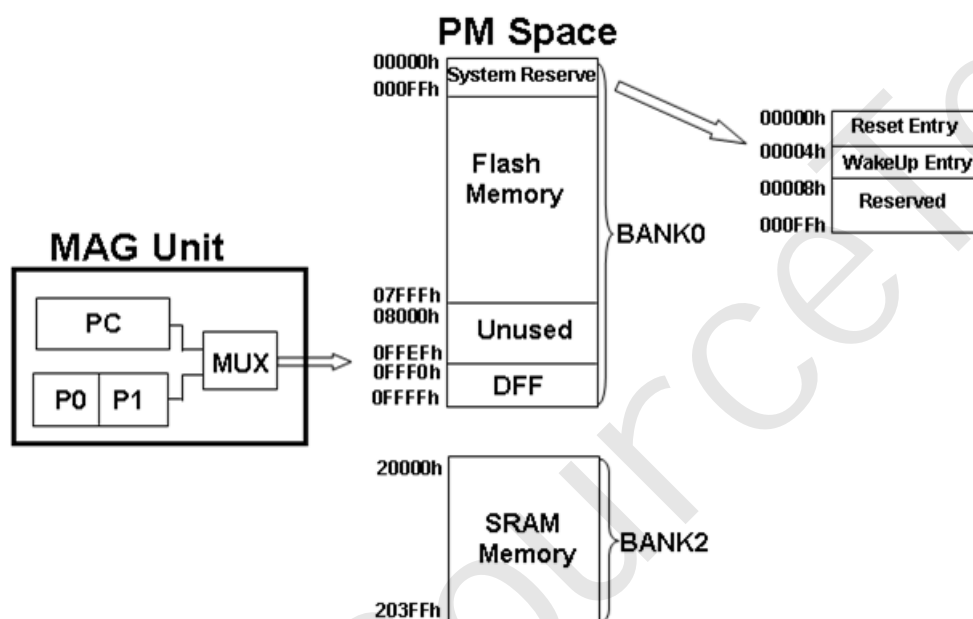 PM Space
00000h
000FFh
System Reserve
Flash
Memory
07FFFh
08000h
Unused
0FFEFh
0FFF0h
DFF
0FFFFh
BANK0
00000h
Reset Entry
00004h
WakeUp Entry
00008h
Reserved
000FFh
MAG Unit
PC
P0
P1
MUX
20000h
SRAM
Memory
203FFh
BANK2